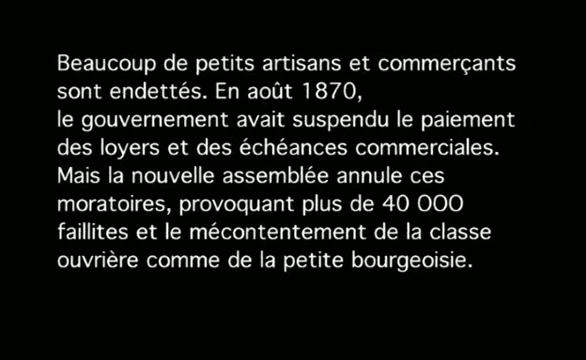 Beaucoup de petits artisans et commerçants
sont endettés. En août 1870,
le gouvernement avait suspendu le paiement
des loyers et des échéances commerciales.
Mais la nouvelle assemblée annule ces
moratoires, provoquant plus de 40 000
faillites et le mécontentement de la classe
ouvrière comme de la petite bourgeoisie.